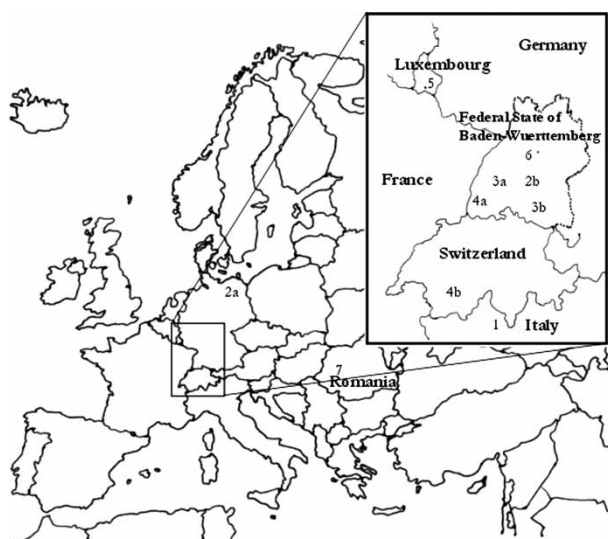 Germany
Luxembourg
.5
Federal State of
Baden-Wuerttemberg
6
France
3a
2b
4a
3b
Switzerland
2a
4b
1
Italy
7
Romania